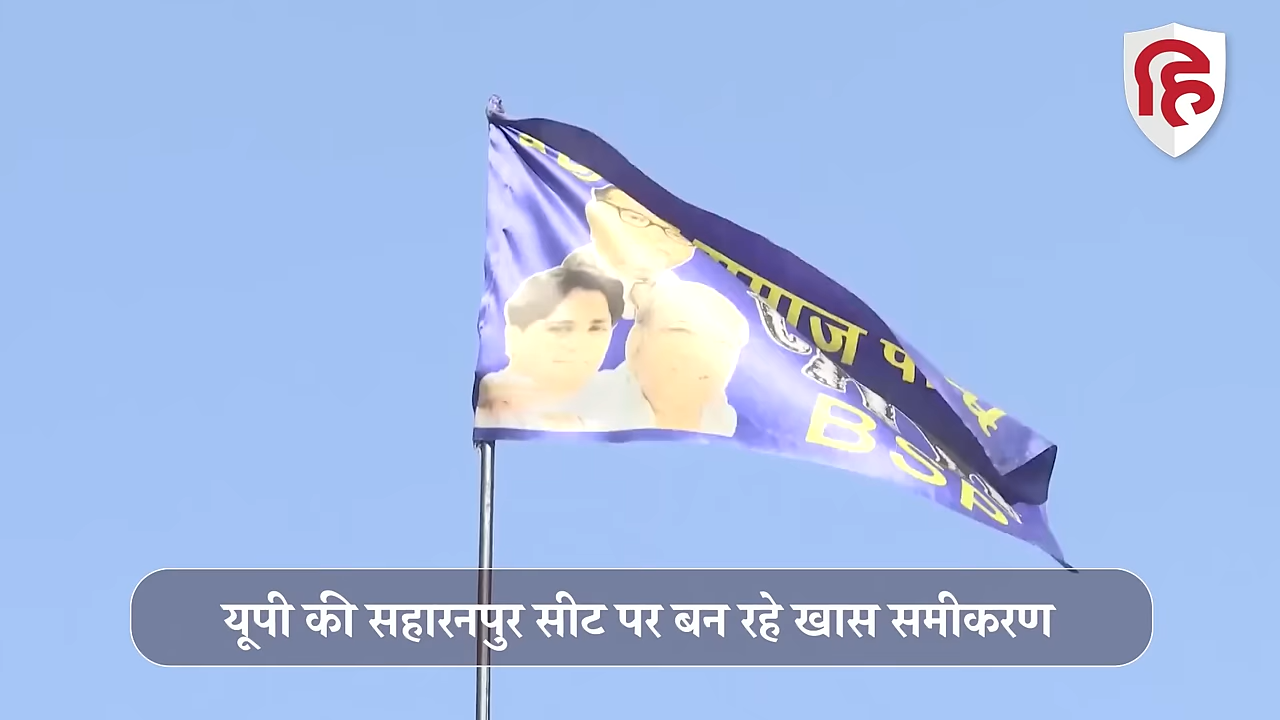 हि
समाज पा
BSP
यूपी की सहारनपुर सीट पर बन रहे खास समीकरण